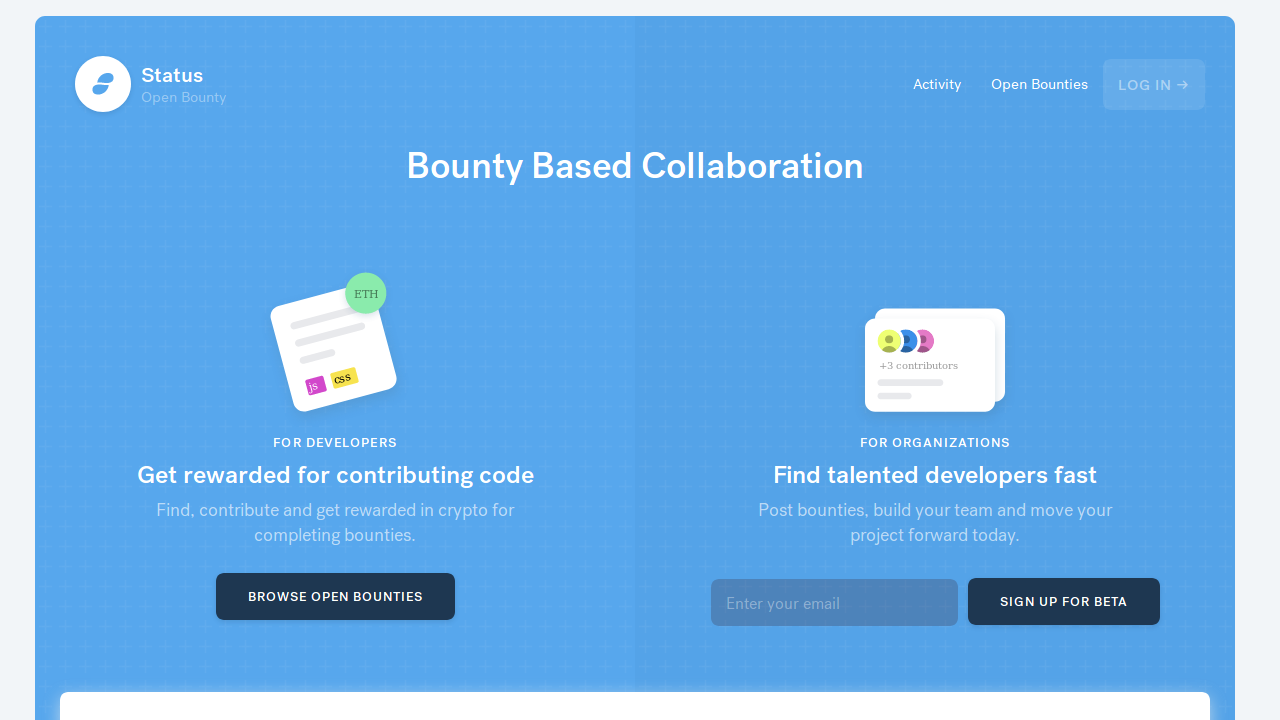 Status
Open Bounty
Activity
Open Bounties
LOG IN →
Bounty Based Collaboration
ETH
js
css
FOR DEVELOPERS
Get rewarded for contributing code
Find, contribute and get rewarded in crypto for
completing bounties.
BROWSE OPEN BOUNTIES
+3 contributors
FOR ORGANIZATIONS
Find talented developers fast
Post bounties, build your team and move your
project forward today.
Enter your email
SIGN UP FOR BETA